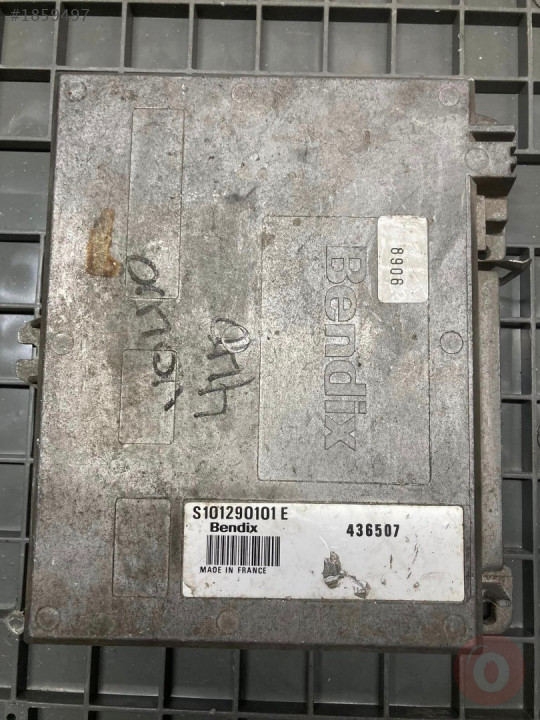 #1859497
8906
Bendix
S101290101 E
Bendix
436507
MADE IN FRANCE